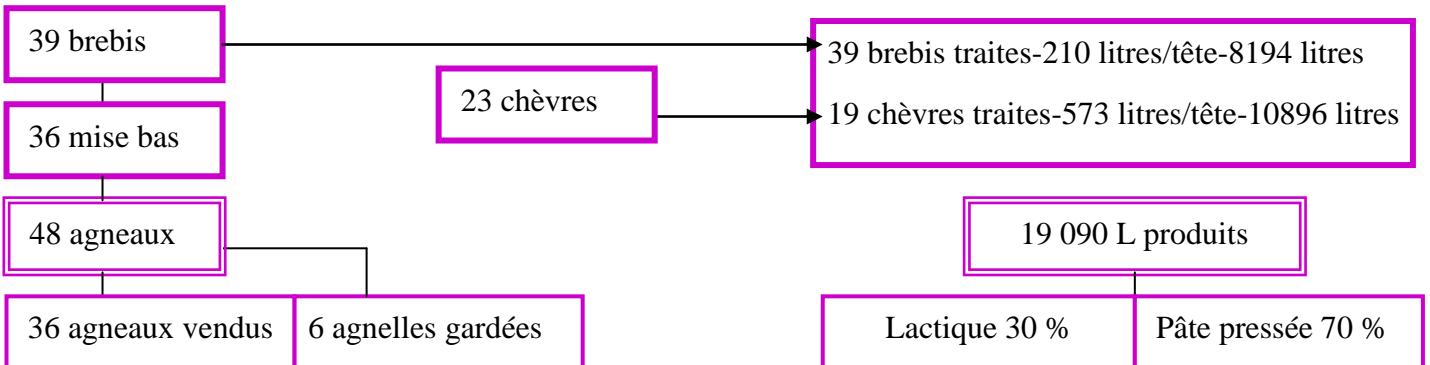 39 brebis
39 brebis traites-210 litres/tête-8194 litres
23 chèvres
19 chèvres traites-573 litres/tête-10896 litres
36 mise bas
48 agneaux
19 090 L produits
36 agneaux vendus
6 agnelles gardées
Lactique 30 %
Pâte pressée 70 %